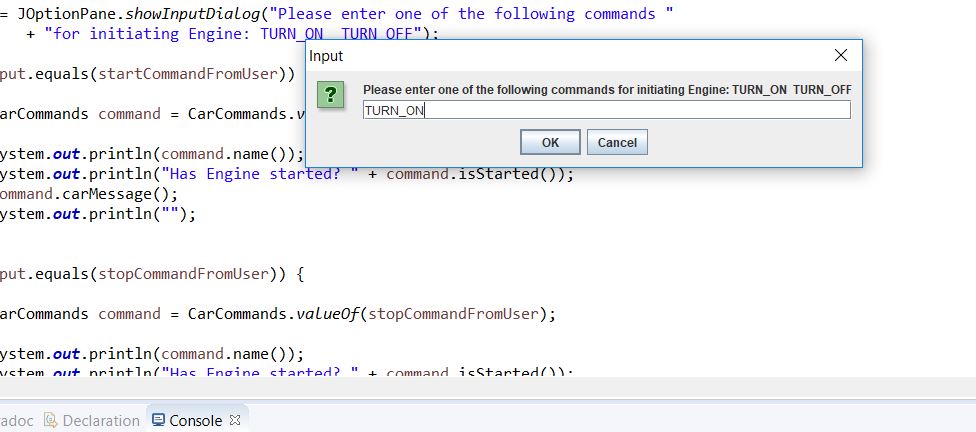 = JOptionPane.showInputDialog("Please enter one of the following commands "
+ "for initiating Engine: TURN_ON TURN_OFF");
Input
put.equals(startCommandFromUser))
Please enter one of the following commands for initiating Engine: TURN_ON TURN_OFF
TURN_ON
arCommands command = CarCommands.v
OK Cancel
ystem.out.println(command.name());
ystem.out.println("Has Engine started? " + command.isStarted());
ommand.carMessage();
ystem.out.println("");
put.equals(stopCommandFromUser)) {
arCommands command = CarCommands.valueOf(stopCommandFromUser);
ystem.out.println(command.name());
ystem.out.println("Has Engine started? " + command.isStarted());
adoc Declaration Console